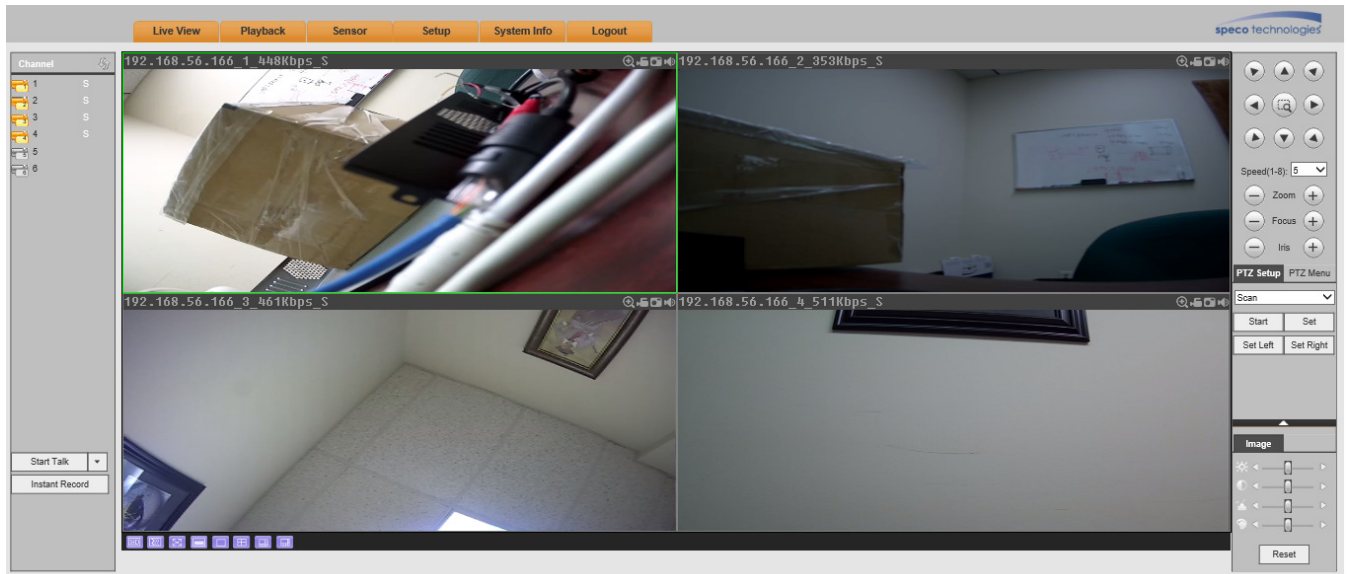 Live View
Playback
Sensor
Setup
System Info
Logout
speco technologies
Channel
1 S
2 S
3 S
4 S
5
6
192.168.56.166_1_448Kbps_S
192.168.56.166_2_353Kbps_S
192.168.56.166_3_461Kbps_S
192.168.56.166_4_511Kbps_S
Speed(1-8): 5
Zoom
Focus
Iris
PTZ Setup PTZ Menu
Scan
Start Set
Set Left Set Right
Start Talk
Instant Record
Image
Reset